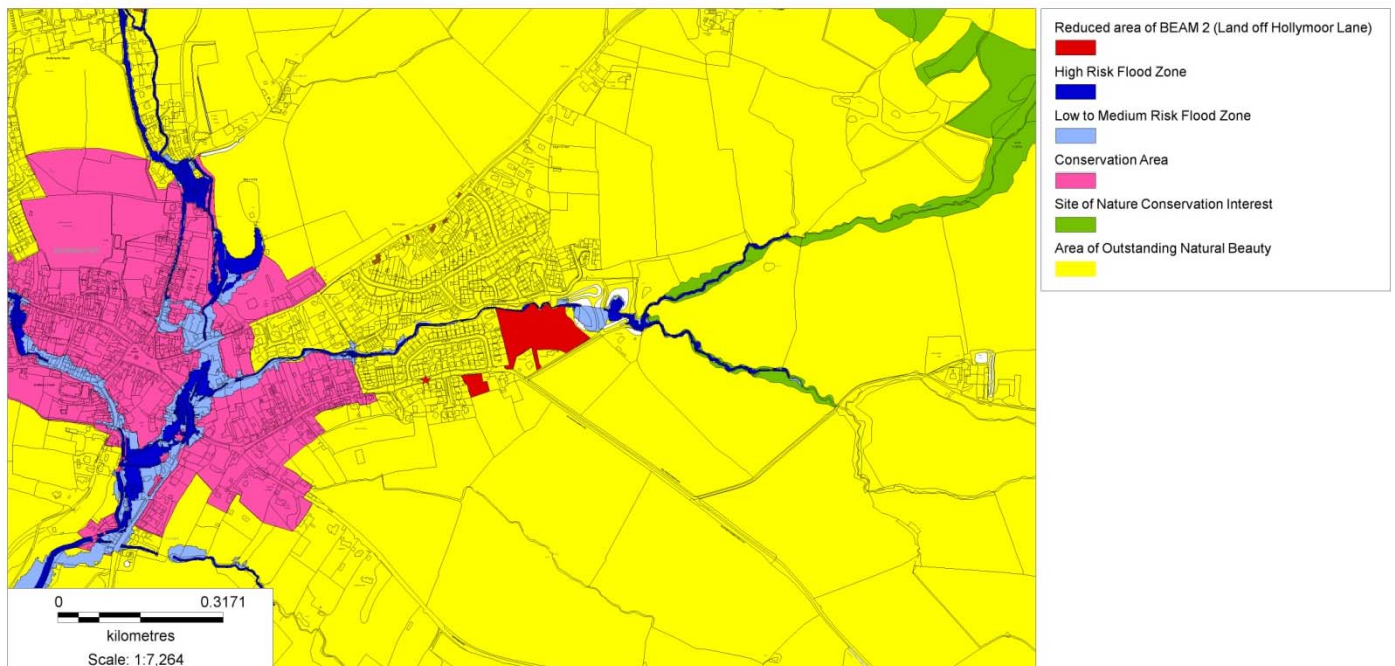 Reduced area of BEAM 2 (Land off Hollymoor Lane)
High Risk Flood Zone
Low to Medium Risk Flood Zone
Conservation Area
Site of Nature Conservation Interest
Area of Outstanding Natural Beauty
0 0.3171
kilometres
Scale: 1:7,264